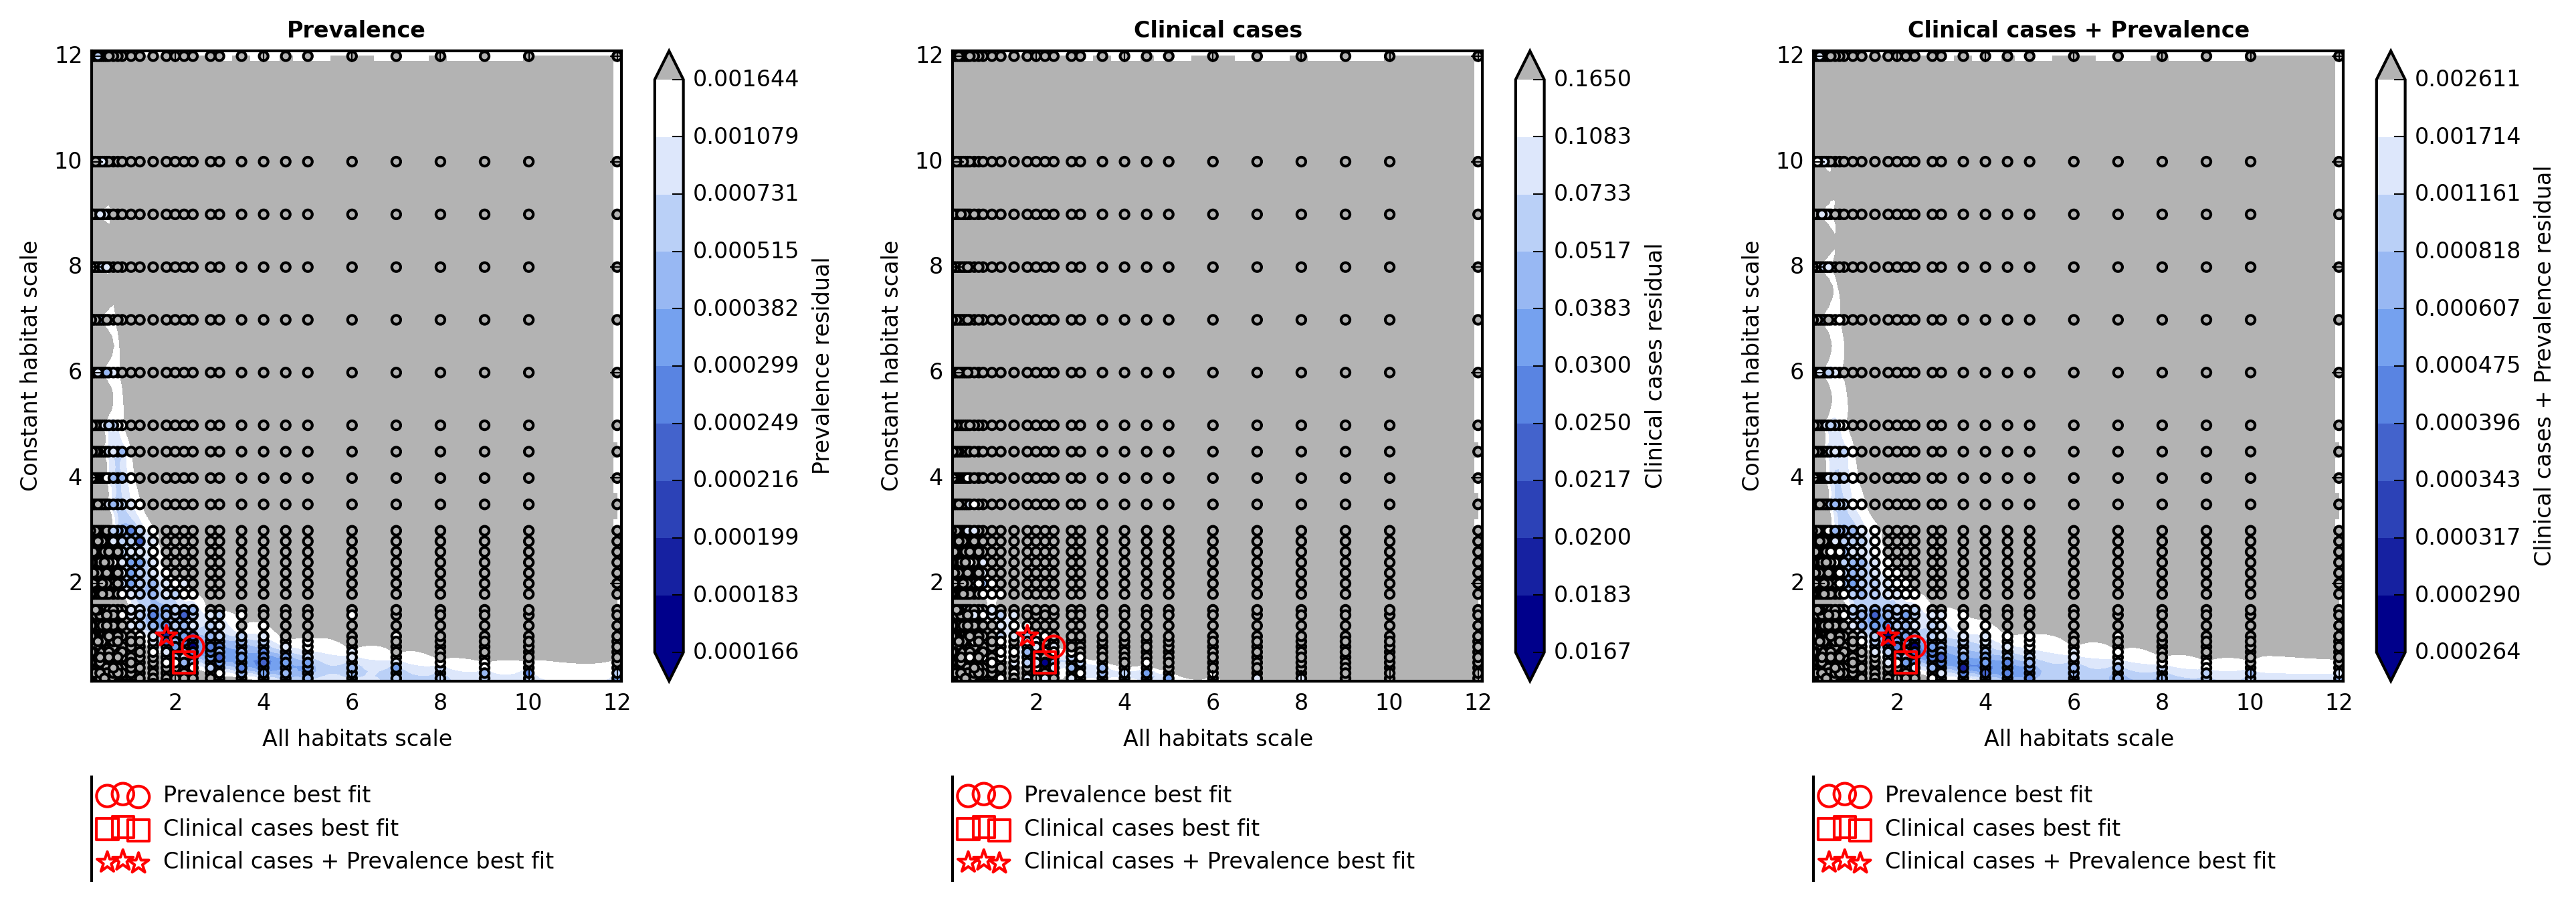 Prevalence
12
10
8
6
4
2
Constant habitat scale
2 4 6 8 10 12
All habitats scale
0.001644
0.001079
0.000731
0.000515
0.000382
0.000299
0.000249
0.000216
0.000199
0.000183
0.000166
Prevalence residual
Prevalence best fit
Clinical cases best fit
Clinical cases + Prevalence best fit
Clinical cases
12
10
8
6
4
2
Constant habitat scale
2 4 6 8 10 12
All habitats scale
0.1650
0.1083
0.0733
0.0517
0.0383
0.0300
0.0250
0.0217
0.0200
0.0183
0.0167
Clinical cases residual
Prevalence best fit
Clinical cases best fit
Clinical cases + Prevalence best fit
Clinical cases + Prevalence
12
10
8
6
4
2
Constant habitat scale
2 4 6 8 10 12
All habitats scale
0.002611
0.001714
0.001161
0.000818
0.000607
0.000475
0.000396
0.000343
0.000317
0.000290
0.000264
Clinical cases + Prevalence residual
Prevalence best fit
Clinical cases best fit
Clinical cases + Prevalence best fit